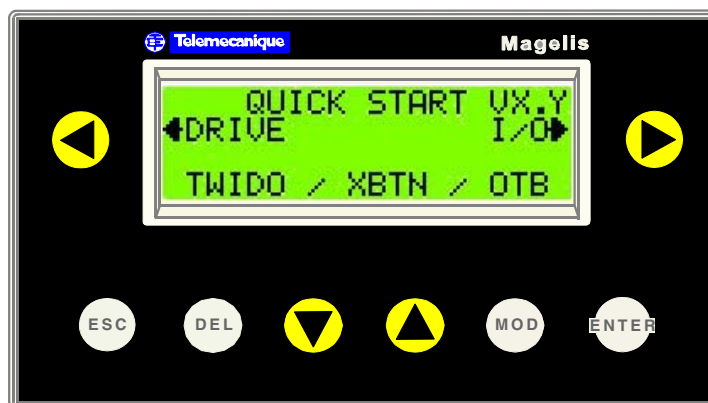 Telemecanique Magelis
QUICK START VX.Y
DRIVE I/O
TWIDO / XBTN / OTB
ESC DEL MOD ENTER